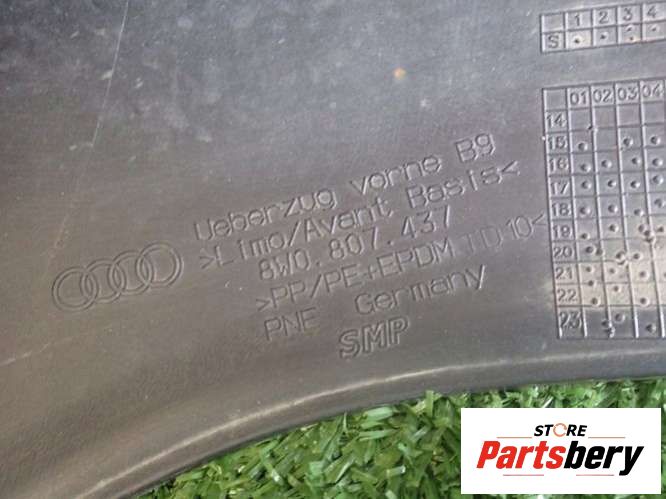 S 1 2 3 4
01 02 03 04
14
15
16
17
18
19
20
21
22
23
Ueberzug vorne B9
>Limo/Avant Basis<
8W0.807.437
>PP/PE+EPDM TD10<
PNE Germany
SMP
STORE
Partsbery